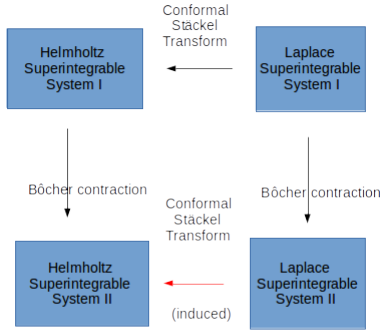 Conformal
Stäckel
Transform
Helmholtz
Superintegrable
System I
Laplace
Superintegrable
System I
Bôcher contraction
Bôcher contraction
Conformal
Stäckel
Transform
Helmholtz
Superintegrable
System II
Laplace
Superintegrable
System II
(induced)